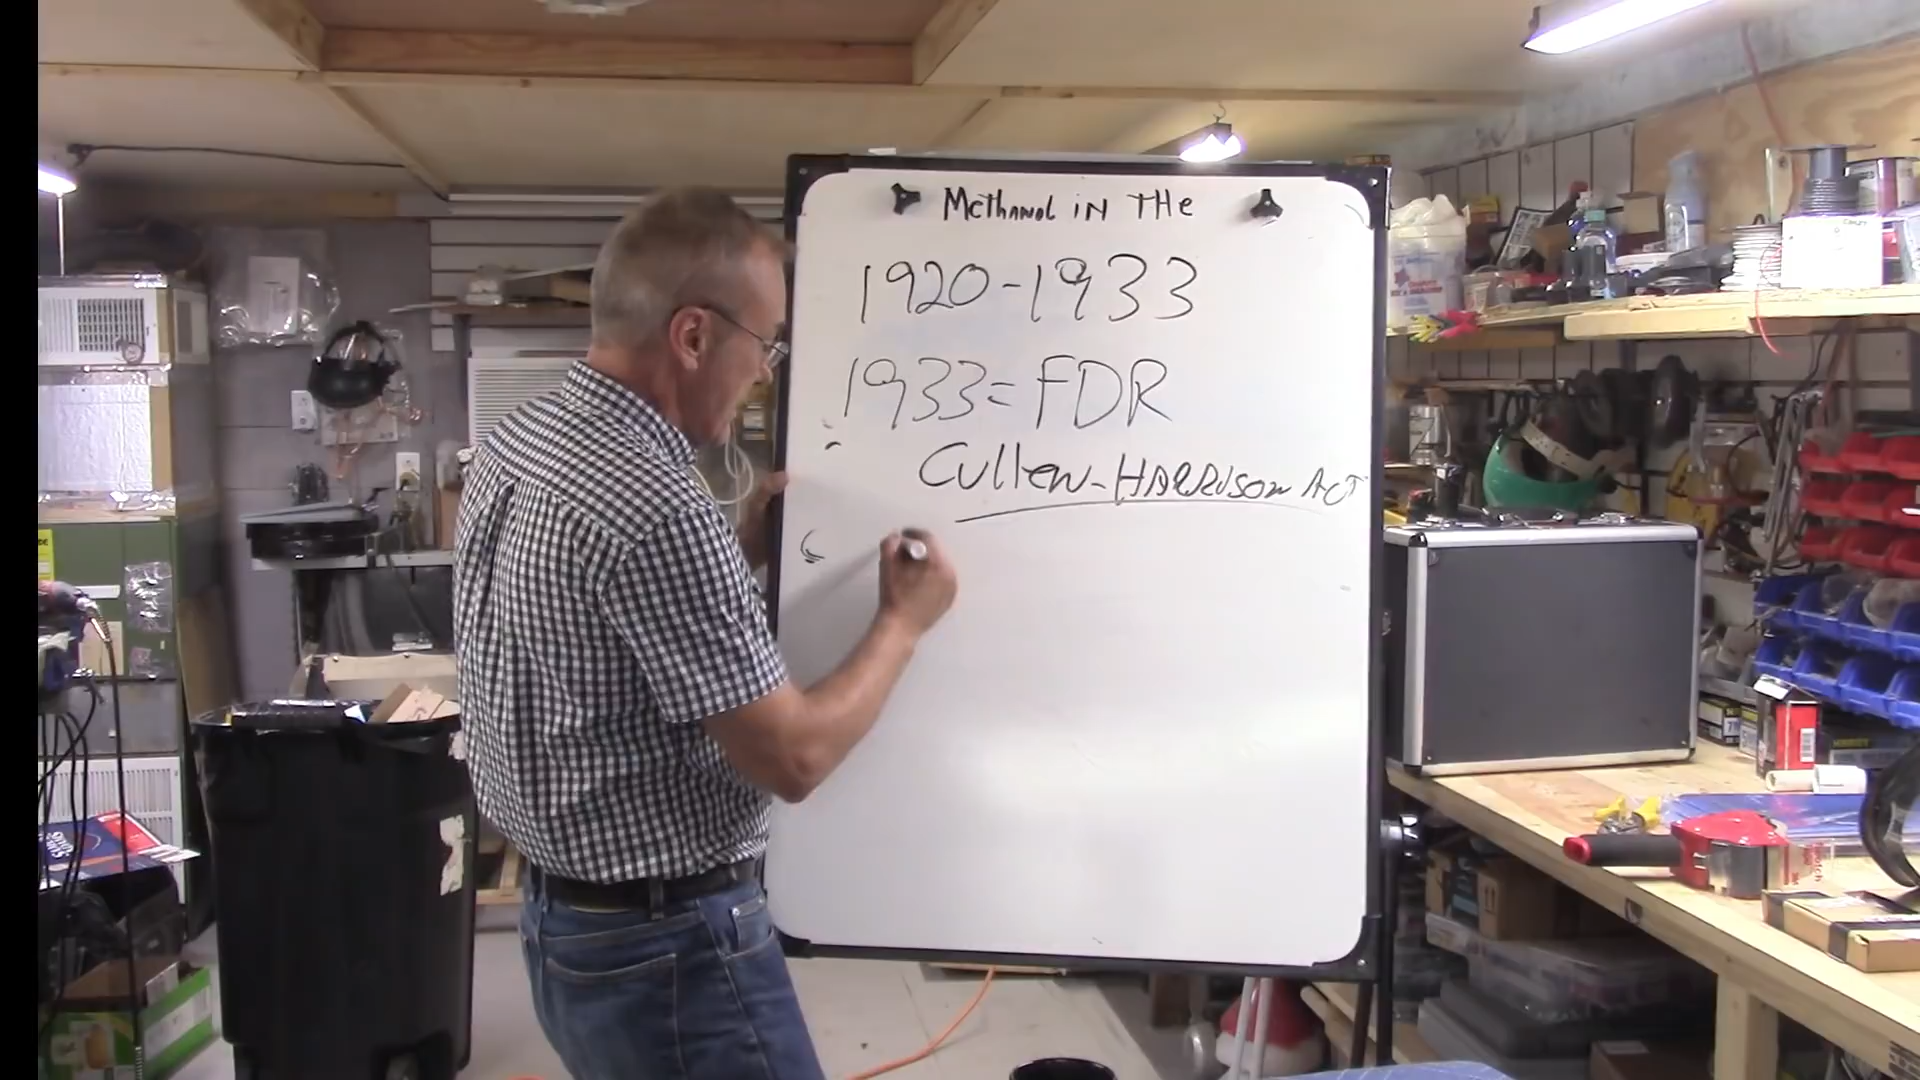 Methanol in THe
1920-1933
1933= FDR
Cullen-HARRISON ACT